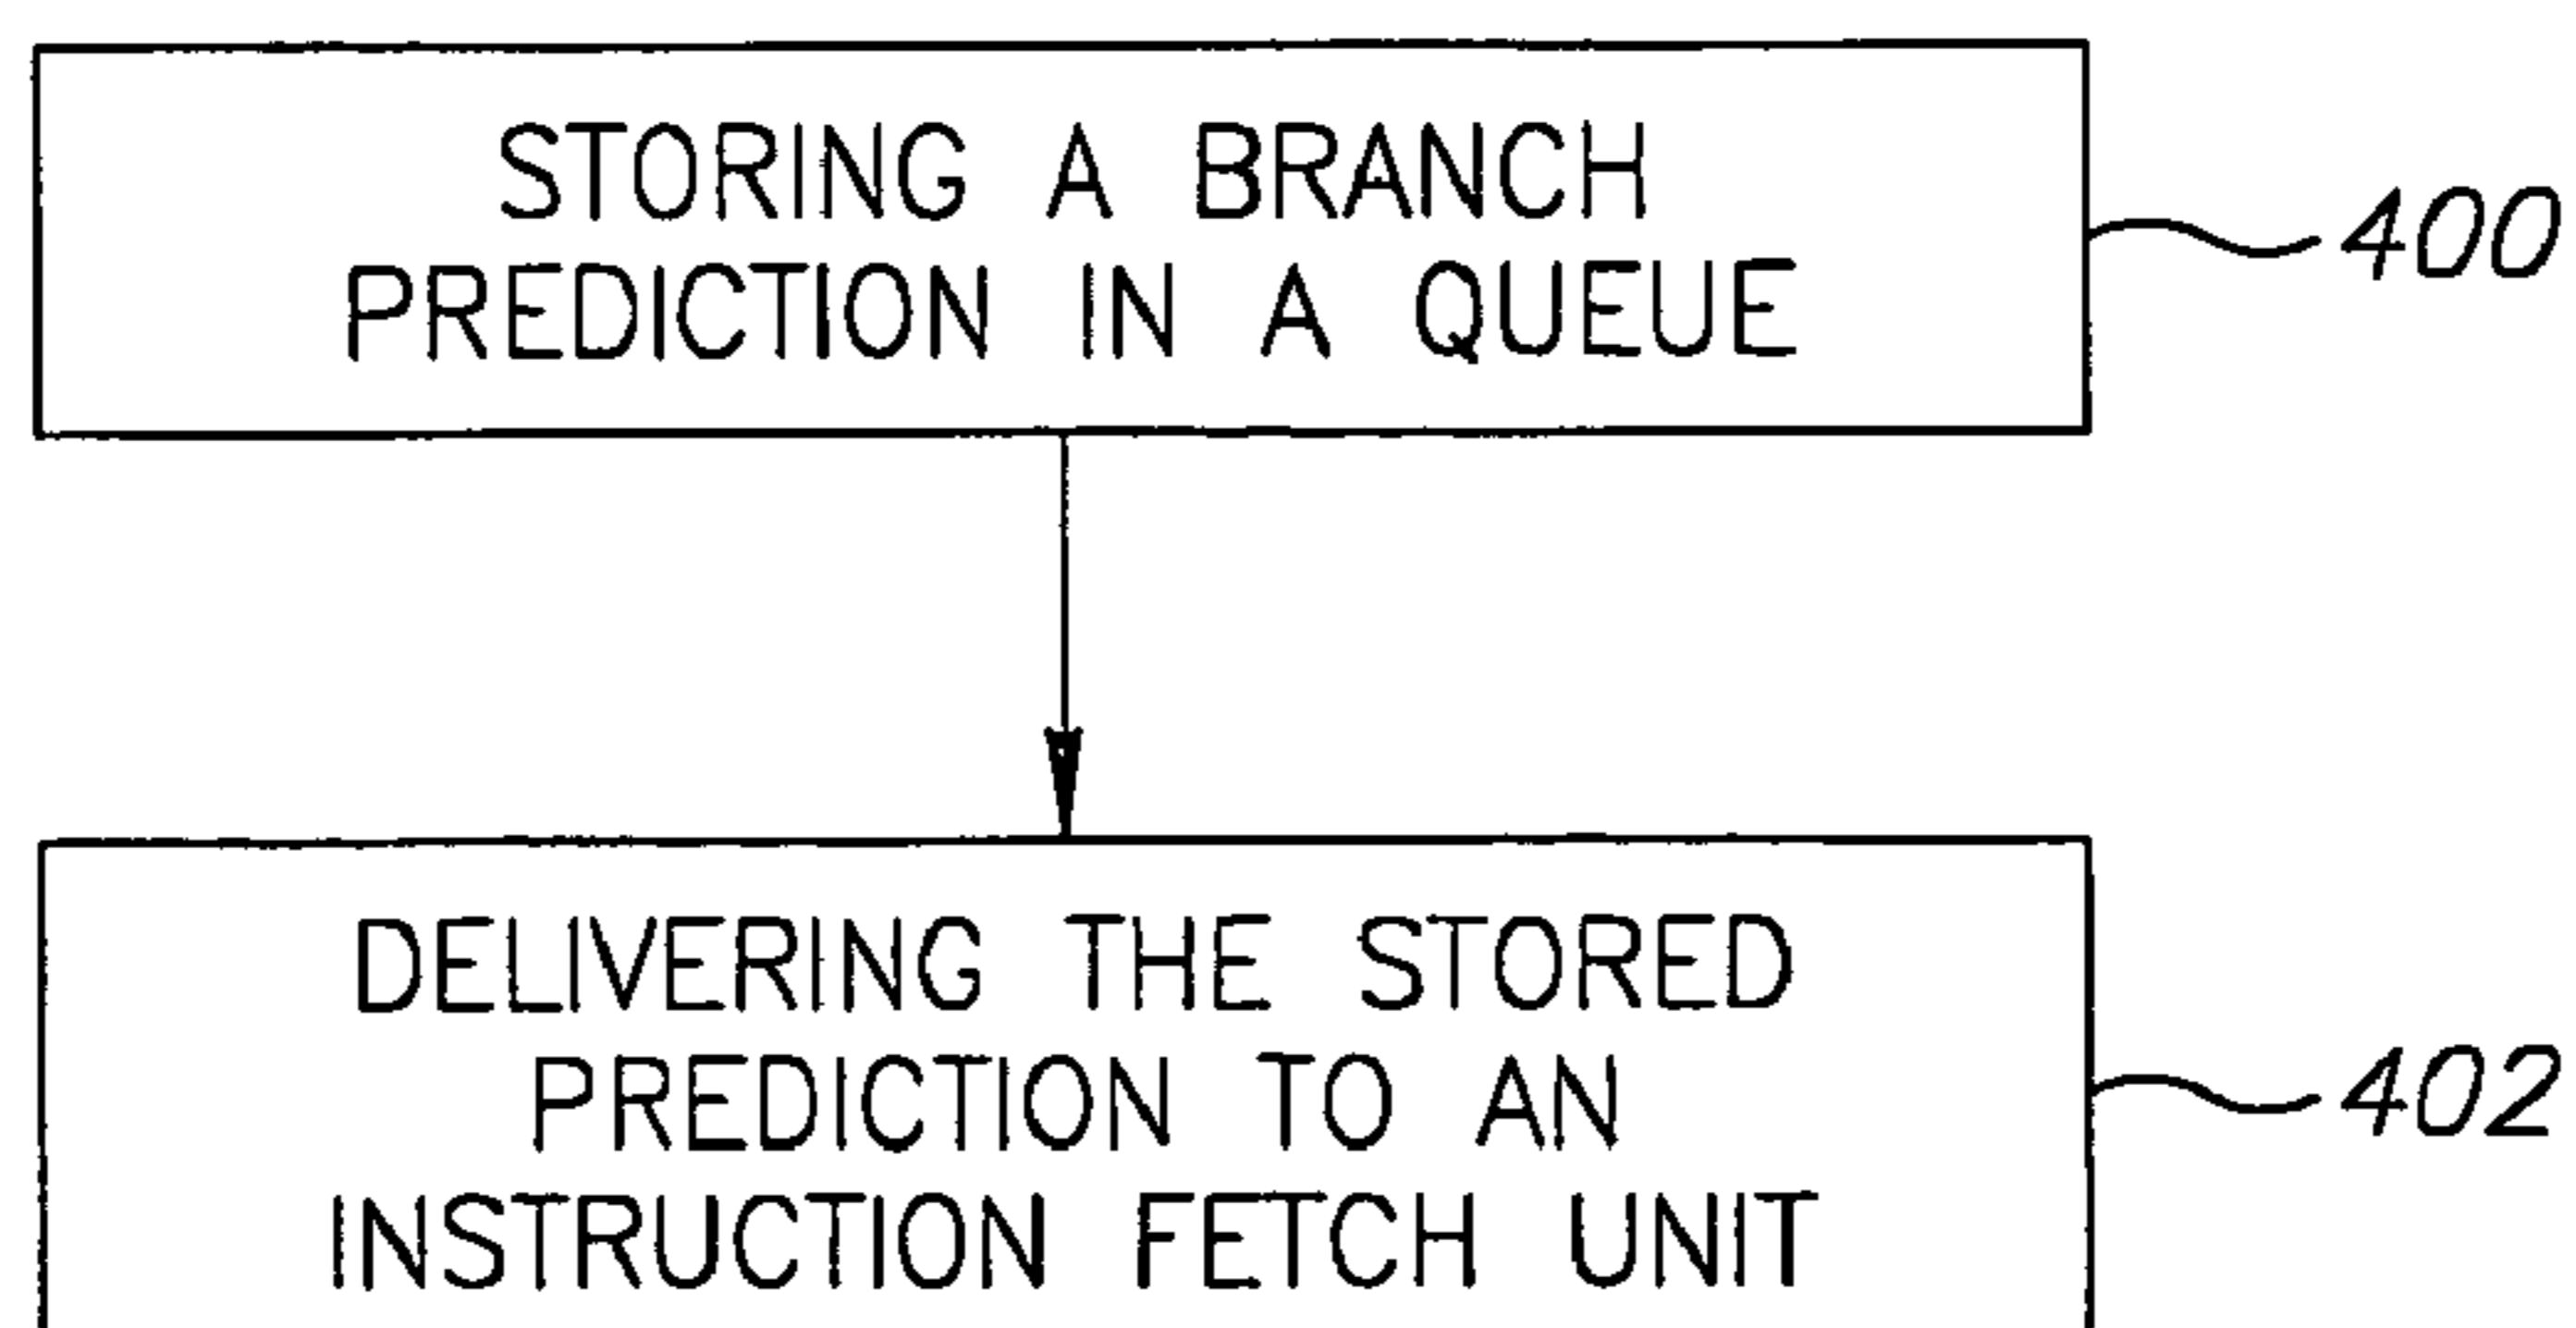 STORING A BRANCH
PREDICTION IN A QUEUE
400
DELIVERING THE STORED
PREDICTION TO AN
INSTRUCTION FETCH UNIT
402